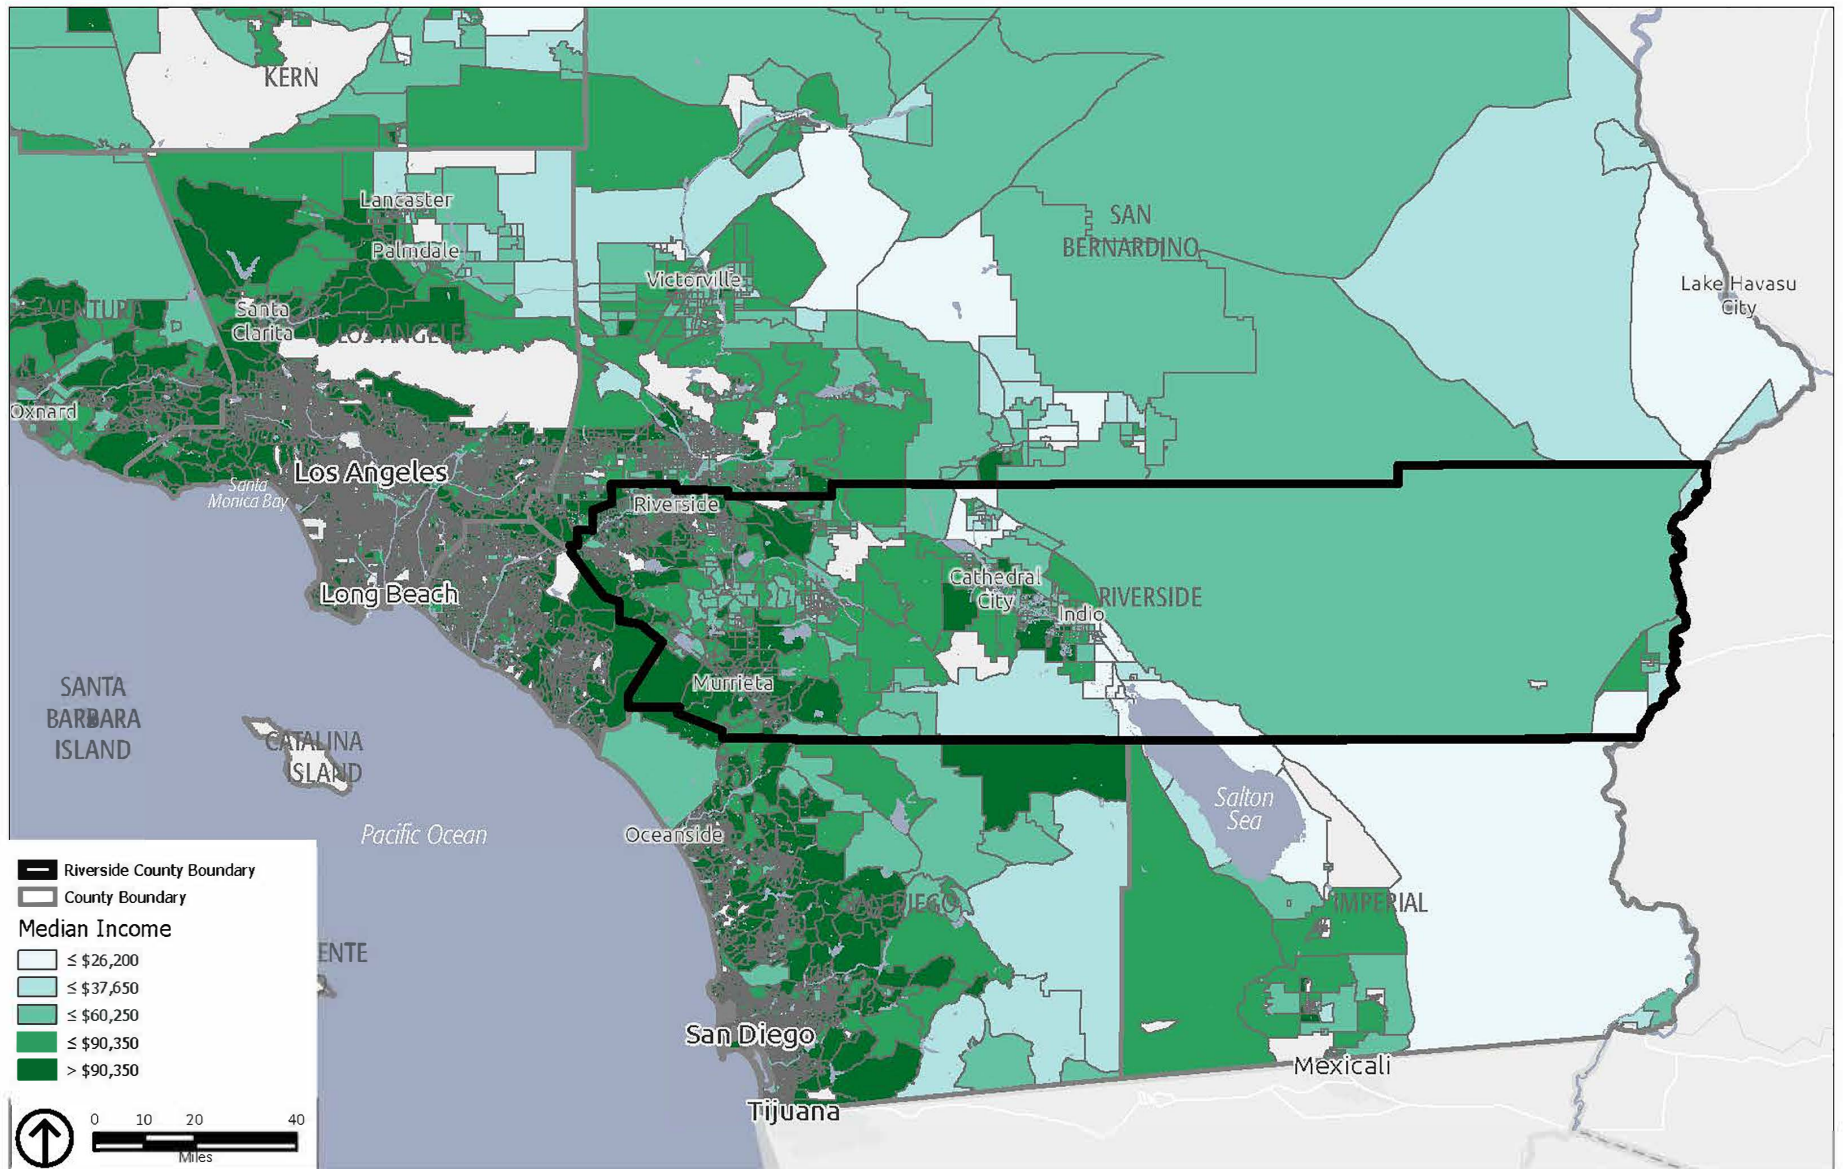 KERN
Lancaster
Palmdale
SAN
BERNARDINO
Victorville
Lake Havasu
City
VENTURA
Santa
Clarita
LOS ANGELES
Oxnard
Los Angeles
Santa
Monica Bay
Riverside
Long Beach
Cathedral
City
RIVERSIDE
Indio
Murrieta
SANTA
BARBARA
ISLAND
CATALINA
ISLAND
Salton
Sea
Pacific Ocean
Oceanside
SAN DIEGO
IMPERIAL
ENTE
San Diego
Mexicali
Tijuana
Riverside County Boundary
County Boundary
Median Income
≤ $26,200
≤ $37,650
≤ $60,250
≤ $90,350
> $90,350
0 10 20 40
Miles